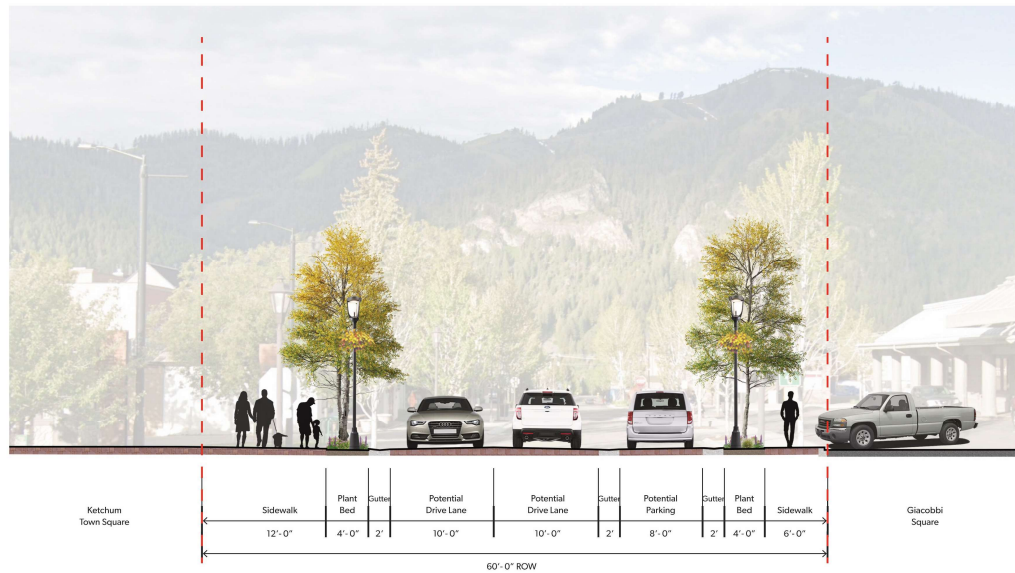 Ketchum
Town Square
Sidewalk
Plant
Bed
Gutter
Potential
Drive Lane
Potential
Drive Lane
Gutter
Potential
Parking
Gutter
Plant
Bed
Sidewalk
Giacobbi
Square
12'- 0"
4'- 0"
2'
10'- 0"
10'- 0"
2'
8'- 0"
2'
4'- 0"
6'- 0"
60'- 0" ROW